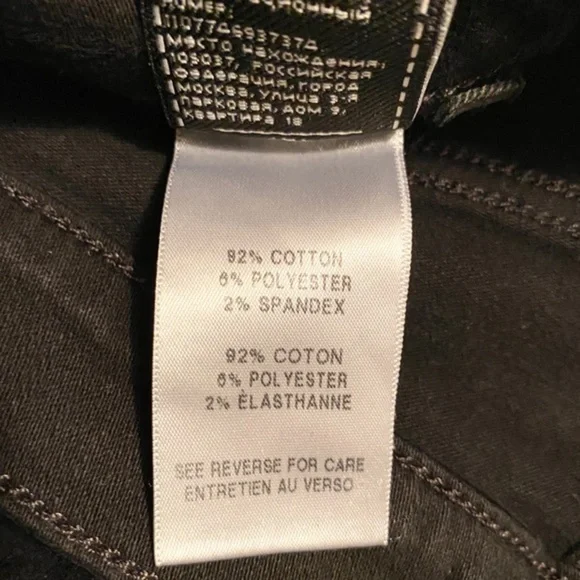 НОМЕР:
11077А593737Д
МЕСТО НАХОЖДЕНИЯ:
105037, РОССИЙСКАЯ
ФЕДЕРАЦИЯ, ГОРОД
МОСКВА, УЛИЦА 3-Я
ПАРКОВАЯ, ДОМ 9,
КВАРТИРА 18
92% COTTON
6% POLYESTER
2% SPANDEX
92% COTON
6% POLYESTER
2% ÉLASTHANNE
SEE REVERSE FOR CARE
ENTRETIEN AU VERSO